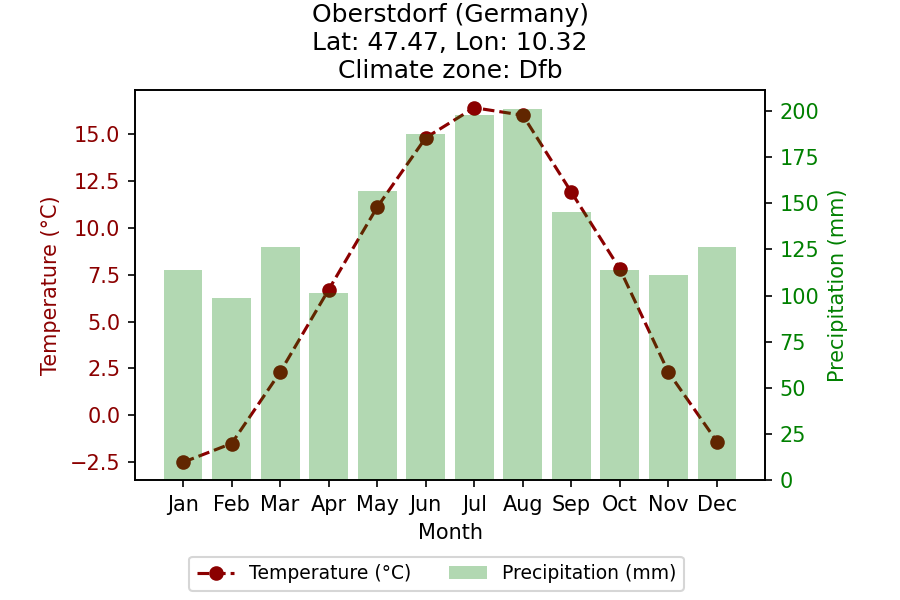 Oberstdorf (Germany)
Lat: 47.47, Lon: 10.32
Climate zone: Dfb
Temperature (°C)
15.0
12.5
10.0
7.5
5.0
2.5
0.0
−2.5
200
175
150
125
100
75
50
25
0
Precipitation (mm)
Jan Feb Mar Apr May Jun Jul Aug Sep Oct Nov Dec
Month
Temperature (°C) Precipitation (mm)